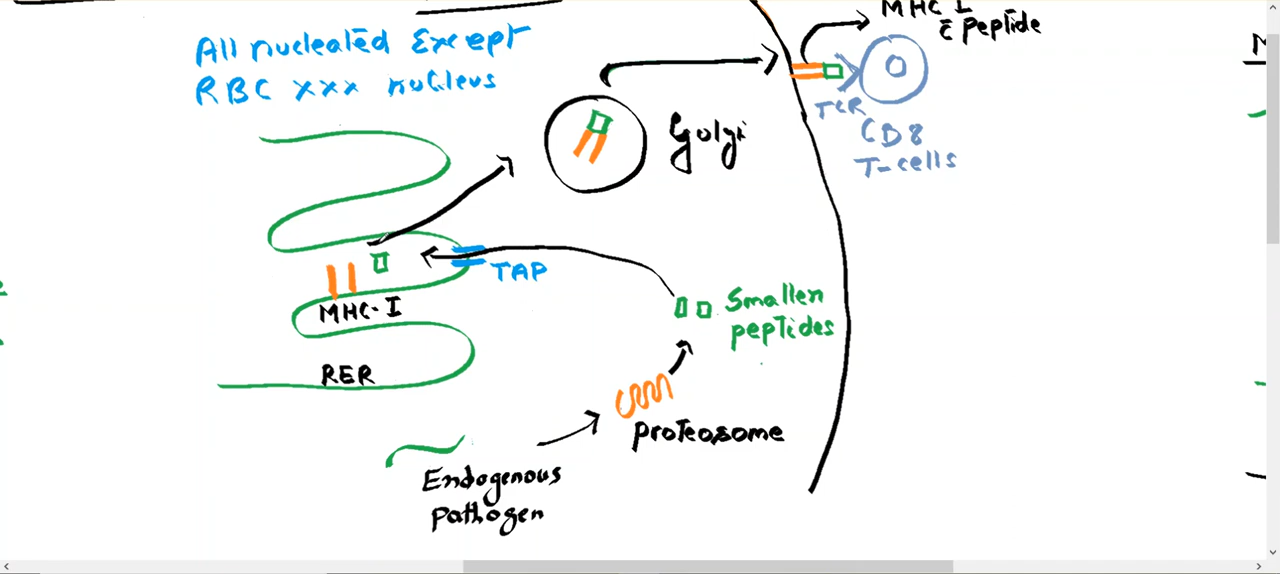 MHC-I
c̄ peptide
All nucleated Except
RBC xxx nucleus
TCR
CD8
T-cells
Golgi
TAP
MHC-I
Smaller
peptides
RER
Proteosome
Endogenous
Pathogen